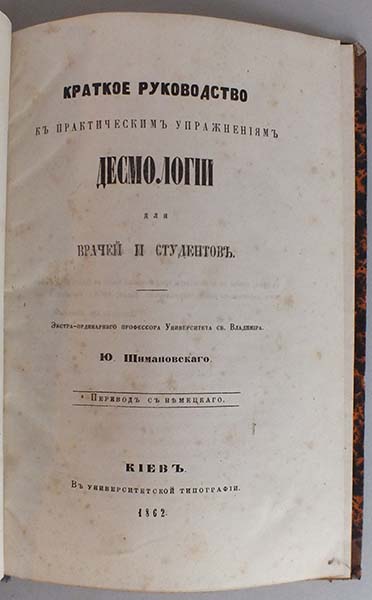 КРАТКОЕ РУКОВОДСТВО
КЪ ПРАКТИЧЕСКИМЪ УПРАЖНЕНІЯМЪ
ДЕСМОЛОГІИ
ДЛЯ
ВРАЧЕЙ И СТУДЕНТОВЪ.
Экстра-ординарнаго профессора Университета св. Владиміра.
Ю. Шимановскаго.
Переводъ съ нѣмецкаго.
КІЕВЪ.
Въ университетской типографіи.
1862